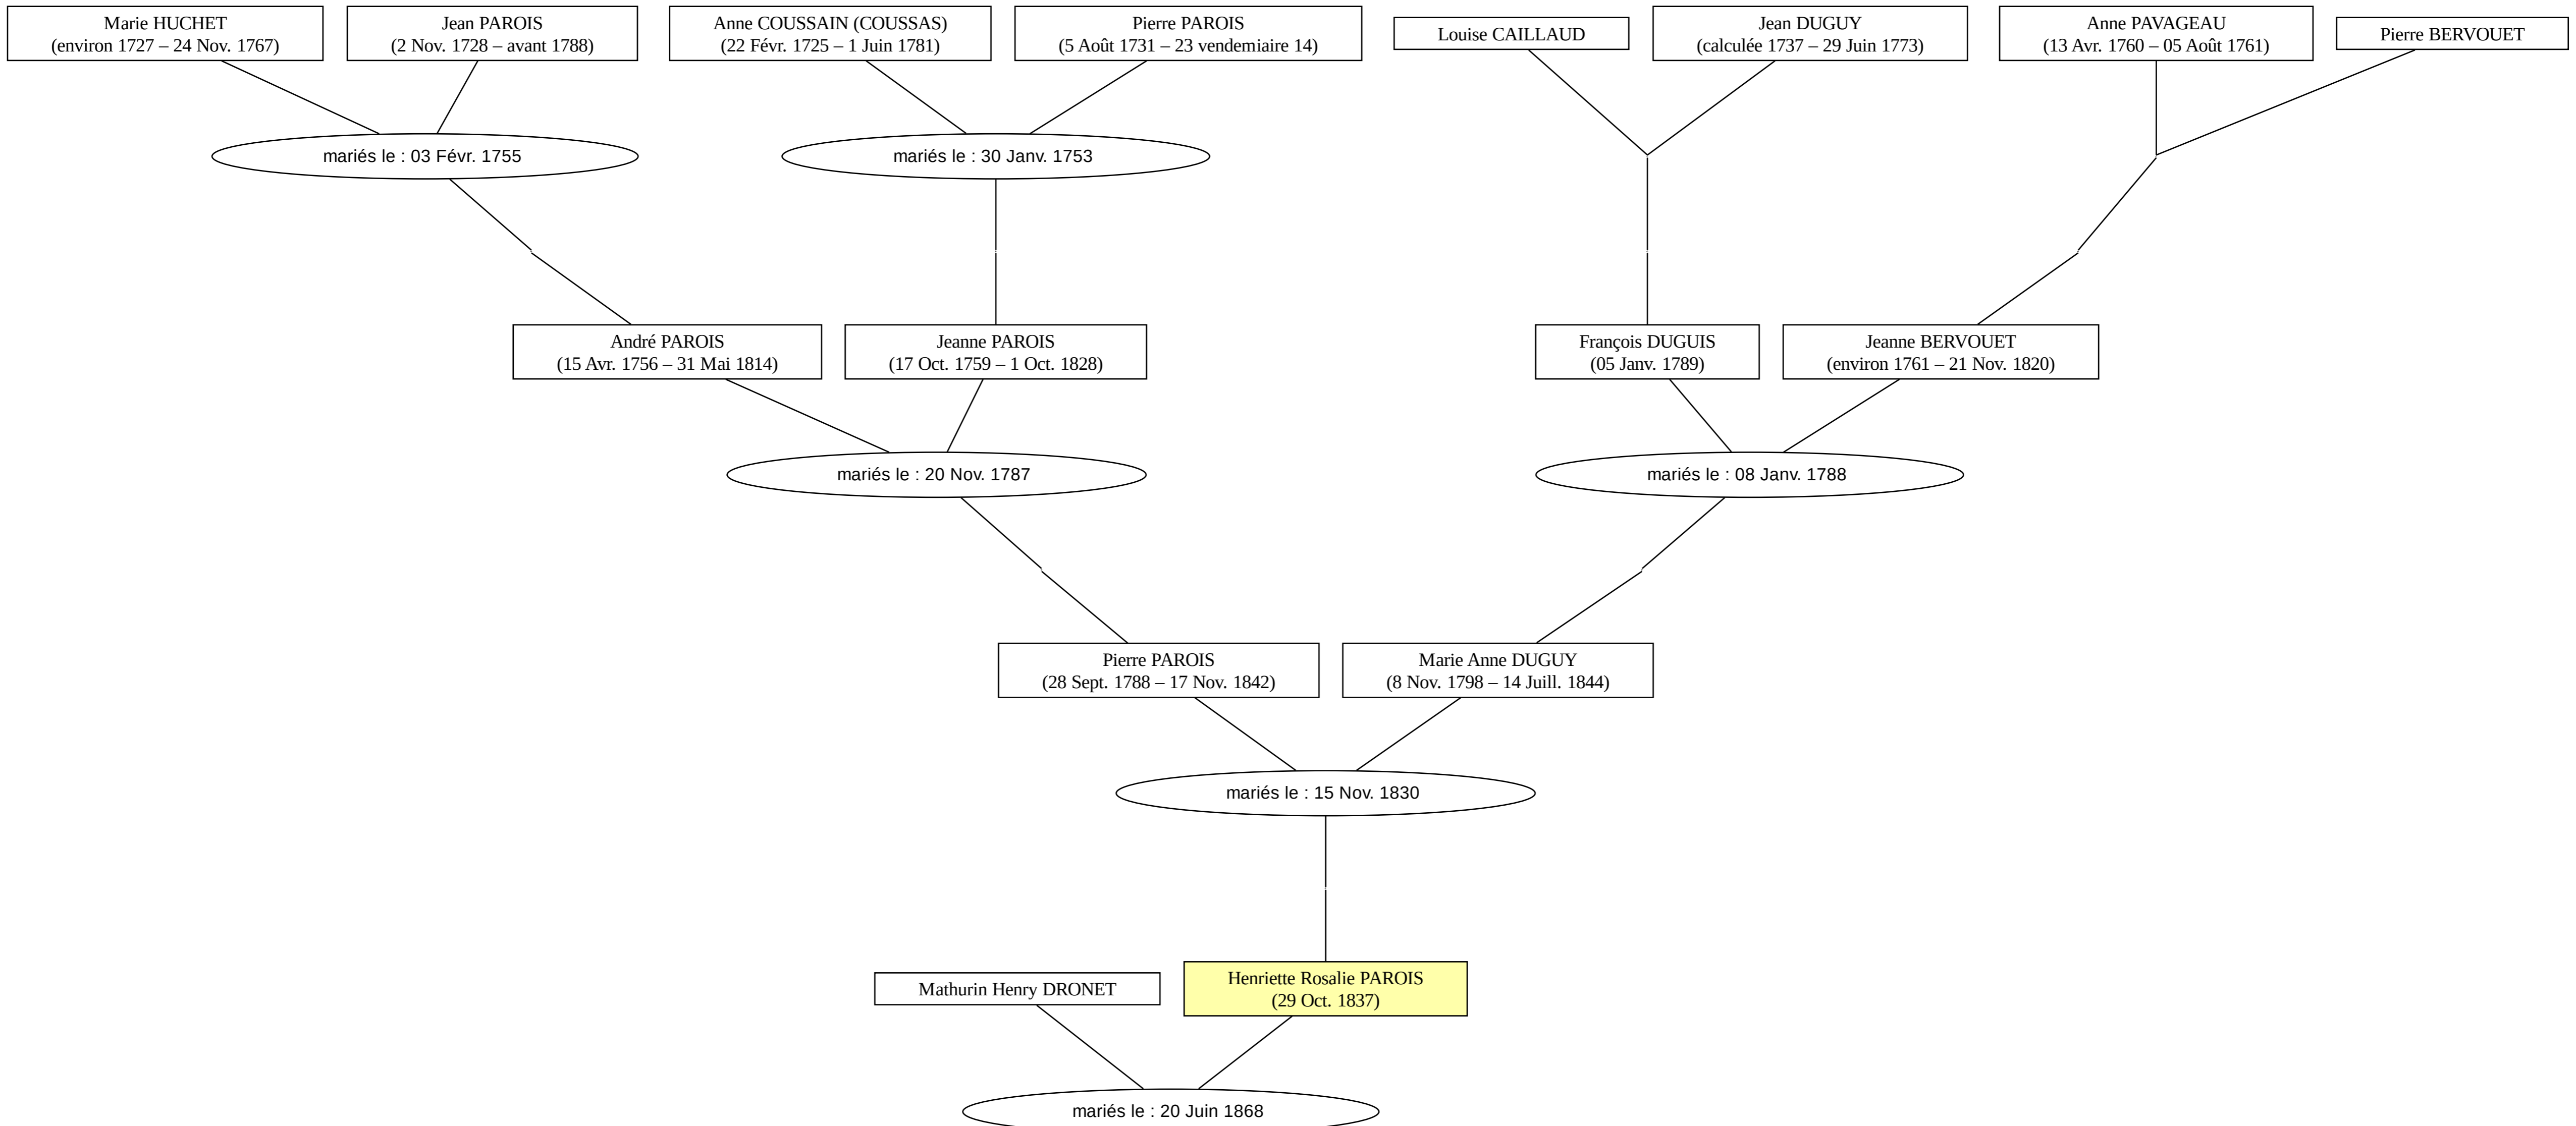 Marie HUCHET
(environ 1727 – 24 Nov. 1767)
Jean PAROIS
(2 Nov. 1728 – avant 1788)
Anne COUSSAIN (COUSSAS)
(22 Févr. 1725 – 1 Juin 1781)
Pierre PAROIS
(5 Août 1731 – 23 vendemiaire 14)
Louise CAILLAUD
Jean DUGUY
(calculée 1737 – 29 Juin 1773)
Anne PAVAGEAU
(13 Avr. 1760 – 05 Août 1761)
Pierre BERVOUET
mariés le : 03 Févr. 1755
mariés le : 30 Janv. 1753
André PAROIS
(15 Avr. 1756 – 31 Mai 1814)
Jeanne PAROIS
(17 Oct. 1759 – 1 Oct. 1828)
François DUGUIS
(05 Janv. 1789)
Jeanne BERVOUET
(environ 1761 – 21 Nov. 1820)
mariés le : 20 Nov. 1787
mariés le : 08 Janv. 1788
Pierre PAROIS
(28 Sept. 1788 – 17 Nov. 1842)
Marie Anne DUGUY
(8 Nov. 1798 – 14 Juill. 1844)
mariés le : 15 Nov. 1830
Mathurin Henry DRONET
Henriette Rosalie PAROIS
(29 Oct. 1837)
mariés le : 20 Juin 1868